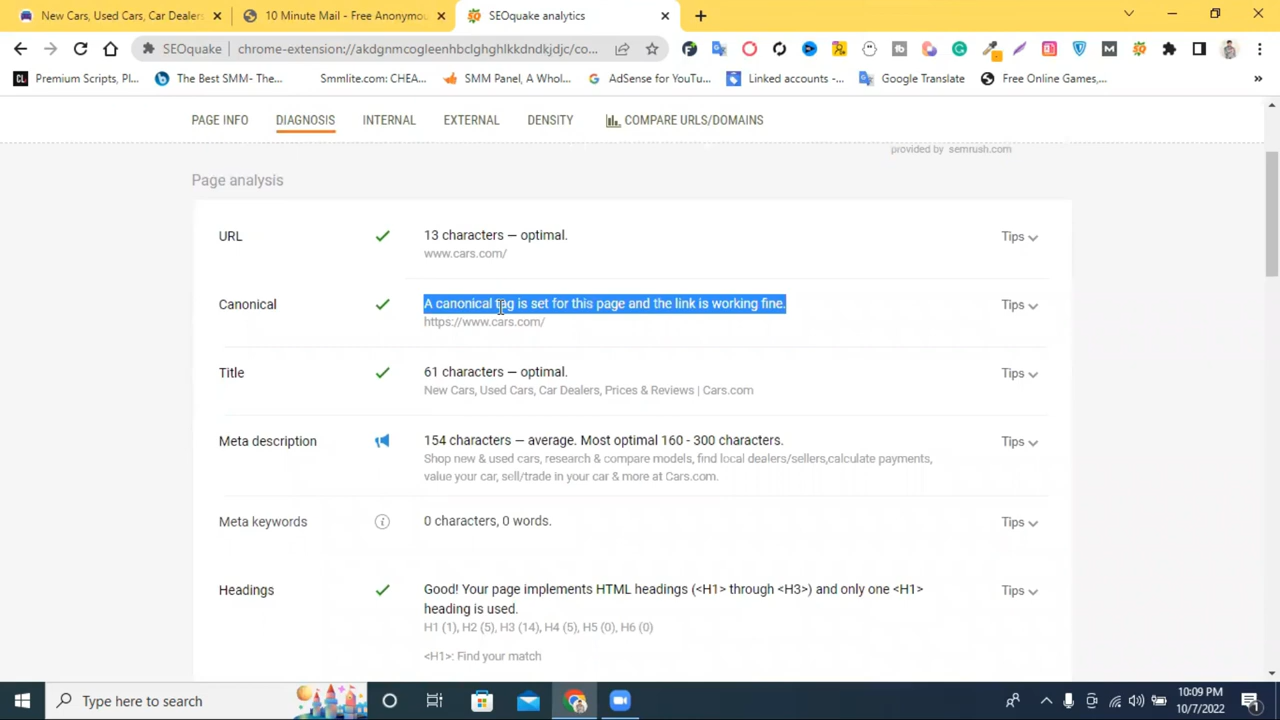 New Cars, Used Cars, Car Dealers
10 Minute Mail - Free Anonymou
SEOquake analytics
SEOquake
chrome-extension://akdgnmcogleenhbclghghlkkdndkjdjc/co...
CL Premium Scripts, Pl...
The Best SMM- The...
Smmlite.com: CHEA...
SMM Panel, A Whol...
AdSense for YouTu...
Linked accounts -...
Google Translate
Free Online Games,...
PAGE INFO
DIAGNOSIS
INTERNAL
EXTERNAL
DENSITY
COMPARE URLS/DOMAINS
provided by semrush.com
Page analysis
URL
13 characters — optimal.
www.cars.com/
Tips
Canonical
A canonical tag is set for this page and the link is working fine.
https://www.cars.com/
Tips
Title
61 characters — optimal.
New Cars, Used Cars, Car Dealers, Prices & Reviews | Cars.com
Tips
Meta description
154 characters — average. Most optimal 160 - 300 characters.
Shop new & used cars, research & compare models, find local dealers/sellers,calculate payments,
value your car, sell/trade in your car & more at Cars.com.
Tips
Meta keywords
0 characters, 0 words.
Tips
Headings
Good! Your page implements HTML headings (<H1> through <H3>) and only one <H1>
heading is used.
H1 (1), H2 (5), H3 (14), H4 (5), H5 (0), H6 (0)
<H1>: Find your match
Tips
Type here to search
10:09 PM
10/7/2022
1